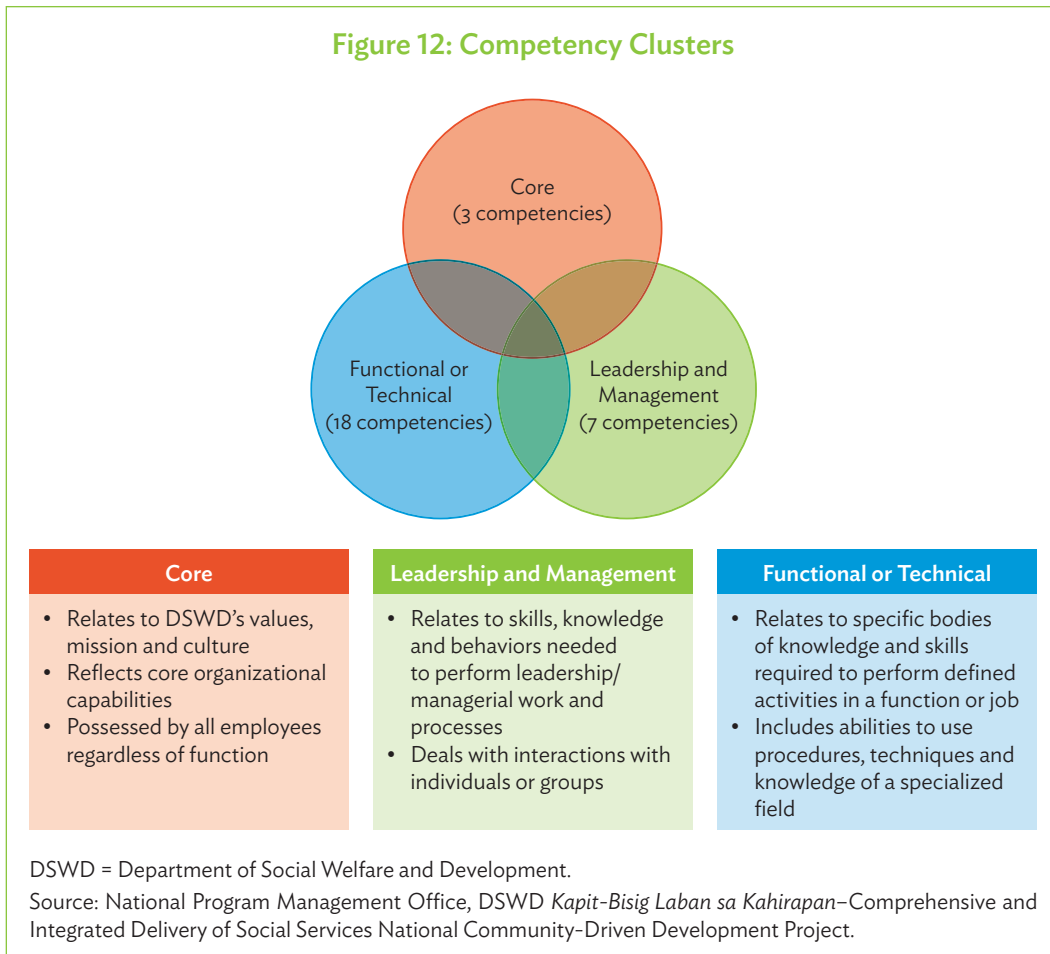 Figure 12: Competency Clusters
Core
(3 competencies)
Functional or
Technical
(18 competencies)
Leadership and
Management
(7 competencies)
Core
• Relates to DSWD’s values,
mission and culture
• Reflects core organizational
capabilities
• Possessed by all employees
regardless of function
Leadership and Management
• Relates to skills, knowledge
and behaviors needed
to perform leadership/
managerial work and
processes
• Deals with interactions with
individuals or groups
Functional or Technical
• Relates to specific bodies
of knowledge and skills
required to perform defined
activities in a function or job
• Includes abilities to use
procedures, techniques and
knowledge of a specialized
field
DSWD = Department of Social Welfare and Development.
Source: National Program Management Office, DSWD Kapit-Bisig Laban sa Kahirapan–Comprehensive and
Integrated Delivery of Social Services National Community-Driven Development Project.